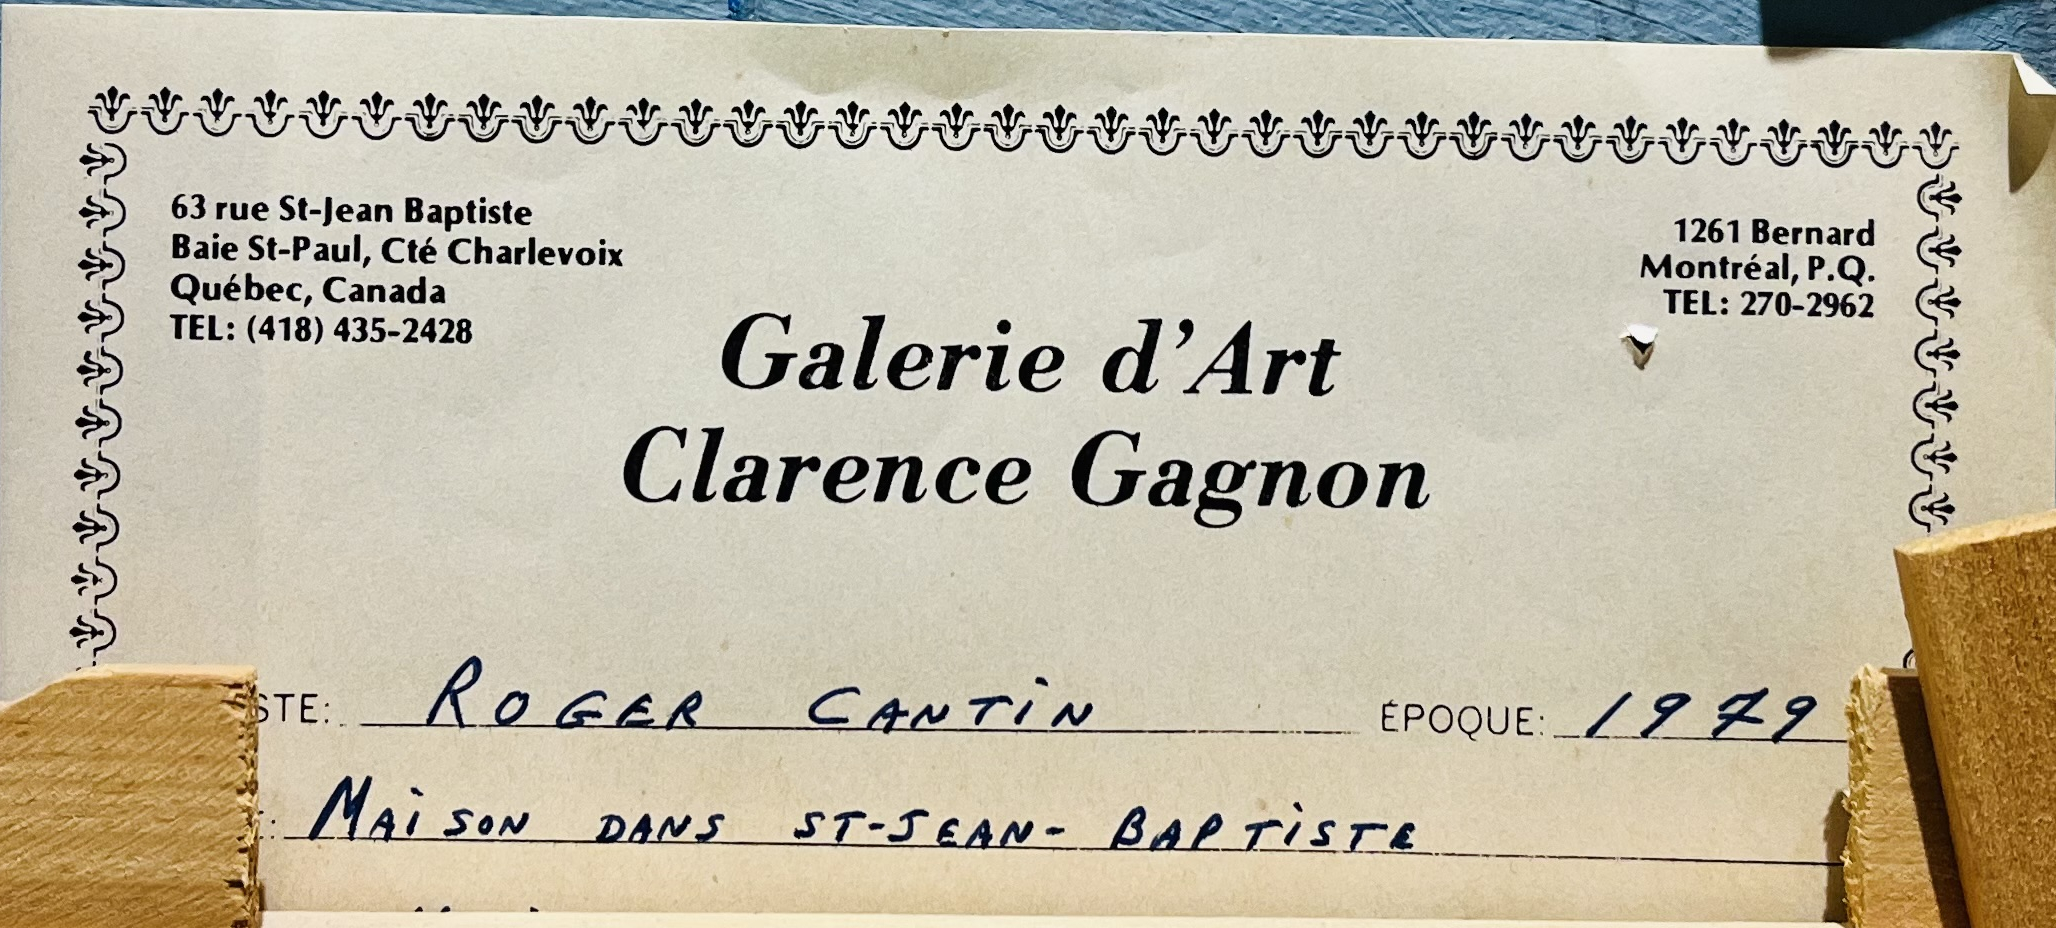 63 rue St-Jean Baptiste
Baie St-Paul, Cté Charlevoix
Québec, Canada
TEL: (418) 435-2428
1261 Bernard
Montréal, P.Q.
TEL: 270-2962
Galerie d'Art
Clarence Gagnon
STE: ROGER CANTIN ÉPOQUE: 1979
: MAISON DANS ST-JEAN-BAPTISTE